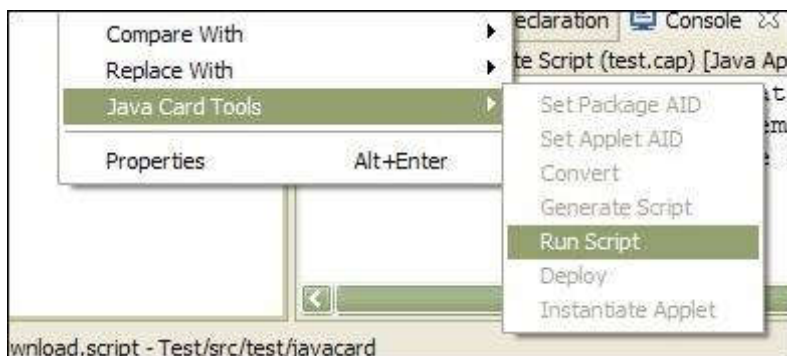 Compare With
eclaration Console
Replace With
te Script (test.cap) [Java Ap
Java Card Tools
Set Package AID
Set Applet AID
Properties Alt+Enter
Convert
Generate Script
Run Script
Deploy
Instantiate Applet
wnload.script - Test/src/test/javacard